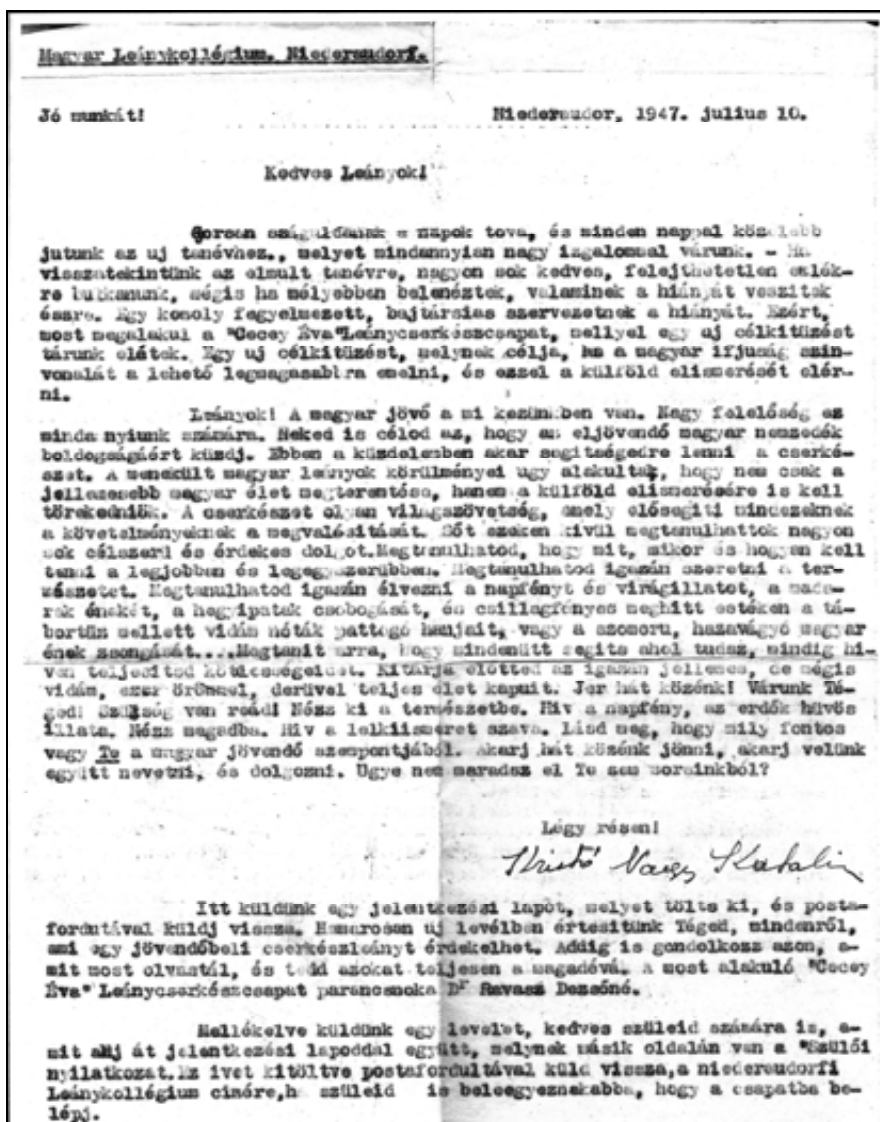 Magyar Leánykollégium. Niederaudorf.
Jó munkát! Niederaudor, 1947. julius 10.
Kedves Leányok!
Gorsan száguldanak a napok tova, és minden nappal közelebb
jutunk az uj tanévhez., melyet mindannyian nagy izgalommal várunk. - Ha
visszatekintünk az elmult tanévre, nagyon sok kedves, felejthetetlen emlék-
re bukkanunk, mégis ha mélyebben belenéztek, valaminek a hiányát veszitek
észre. Egy komoly fegyelmezett, bajtársias szervezetnek a hiányát. Ezért,
most megalakul a "Cecey Éva"Leánycserkészcsapat, mellyel egy uj célkitüzést
tárunk elétek. Egy uj célkitüzést, melynek célja, ha a magyar ifjuság szin-
vonalát a lehető legmagasabbra emelni, és ezzel a külföld elismerését elér-
ni.
Leányok! A magyar jövő a mi kezünkben van. Nagy felelőség ez
minda nyiunk számára. Neked is célod az, hogy az eljövendő magyar nemzedék
boldogságáért küzdj. Ebben a küzdelemben akar segitségedre lenni a cserké-
szet. A menekült magyar leányok körülményei ugy alakultak, hogy nem csak a
jellegzesebb magyar élet megteremtése, hanem a külföld elismerésére is kell
törekedniök. A cserkészet olyan világszövetség, amely elősegiti mindezeknek
a követelményeknek a megvalósitását. Sőt ezeken kivül megtanulhattok nagyon
sok célszerü és érdekes dolgot.Megtanulhatod, hogy mit, mikor és hogyan kell
tenni a legjobben és legegyszerübben. Megtanulhatod igazán szeretni a ter-
mészetet. Megtanulhatod igazán élvezni a napfényt és virágillatot, a mada-
rak énekét, a hegyipatak csobogását, és csillagfényes meghitt estéken a tá-
bortüz mellett vidám nóták pattogó hangjait, vagy a szomoru, hazavágyó magyar
ének zsongását....Megtanit arra, hogy mindenütt segits ahol tudsz, mindig hi-
ven teljesitsd kötelességeidet. Kitárja előtted az igazán jellemes, de mégis
vidám, ezer örömmel, derüvel teljes élet kapuit. Jer hát közénk! Várunk Té-
ged! Szükség van reád! Nézz ki a természetbe. Hiv a napfény, az erdők hüvös
illata. Nézz magadba. Hiv a lelkiismeret szava. Lásd meg, hogy mily fontos
vagy Te a magyar jövendő szempontjából. Akarj hát közénk jönni, akarj velünk
együtt nevetni, és dolgozni. Ugye nem maradsz el Te sem sorainkból?
Légy résen!
Kristó Nagy Katalin
Itt küldünk egy jelentkezési lapot, melyet tölts ki, és posta-
fordutával küldj vissza. Hamarosan uj levélben értesitünk Téged, mindenről,
ami egy jövendőbeli cserkészleányt érdekelhet. Addig is gondolkozz azon, a-
mit most olvastál, és tedd azokat teljesen a magadévá. A most alakuló "Cecey
Éva" Leánycserkészcsapat parancsnoka Dr Ravasz Dezsőné.
Mellékelve küldünk egy levelet, kedves szüleid számára is, a-
mit adj át jelentkezési lapoddal együtt, melynek másik oldalán van a "Szülői
nyilatkozat. Ez ivet kitöltve postafordultával küld vissza,a niederaudorfi
Leánykollégium cimére,ha szüleid is beleegyeznekabba, hogy a csapatba be-
lépj.